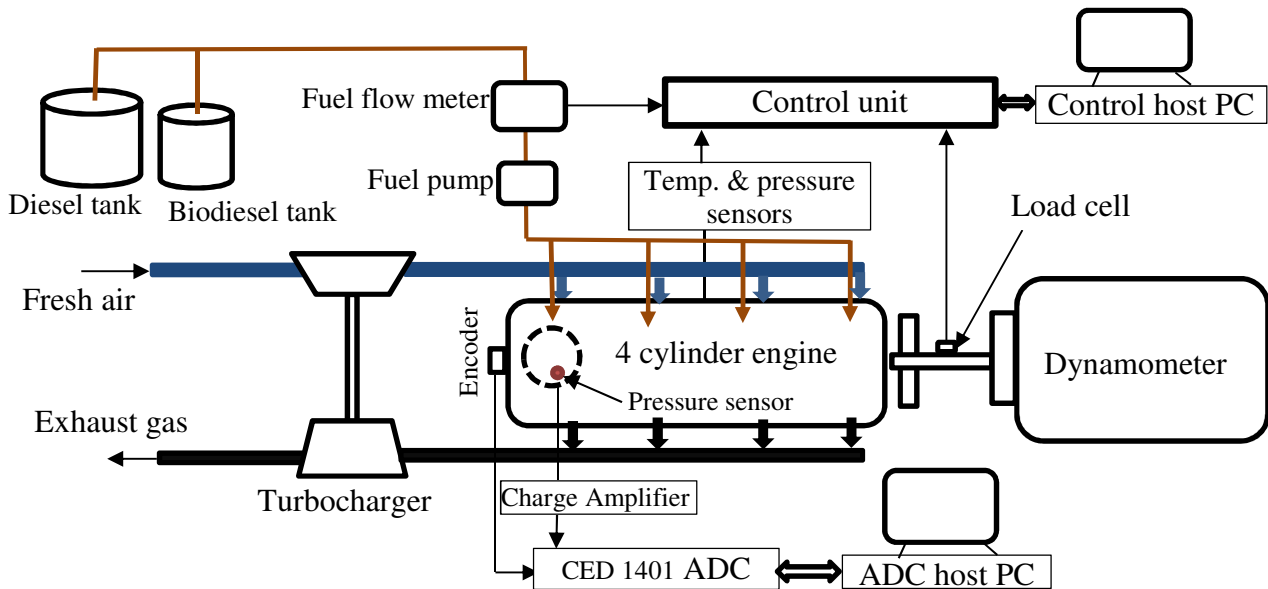 Fuel flow meter
Control unit
Control host PC
Diesel tank
Biodiesel tank
Fuel pump
Temp. & pressure
sensors
Load cell
Fresh air
Encoder
4 cylinder engine
Dynamometer
Pressure sensor
Exhaust gas
Turbocharger
Charge Amplifier
CED 1401 ADC
ADC host PC